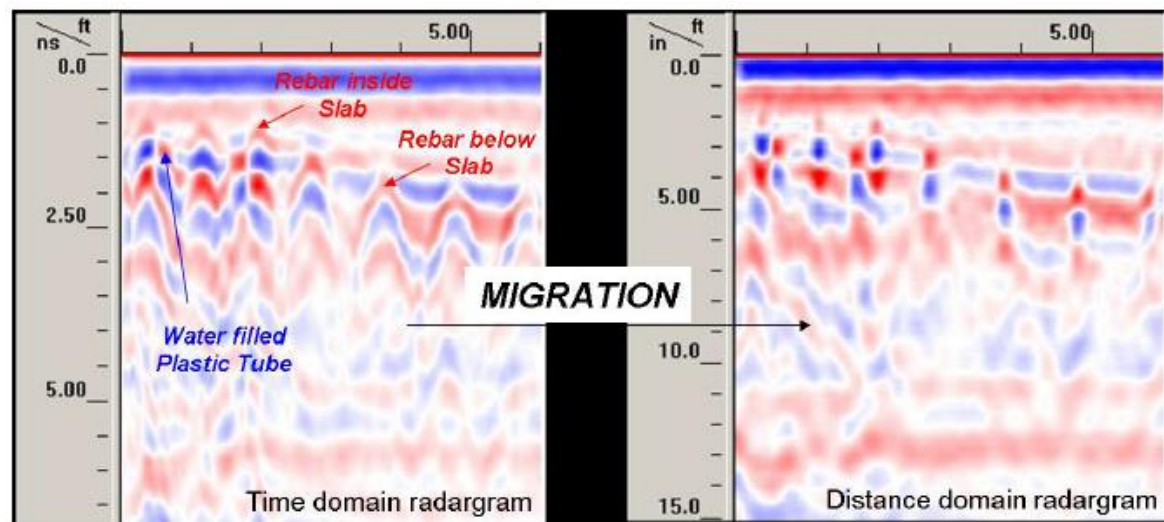 ft
ns
5.00
0.0
Rebar inside
Slab
Rebar below
Slab
2.50
Water filled
Plastic Tube
5.00
Time domain radargram
MIGRATION
ft
in
5.00
0.0
5.00
10.0
15.0
Distance domain radargram